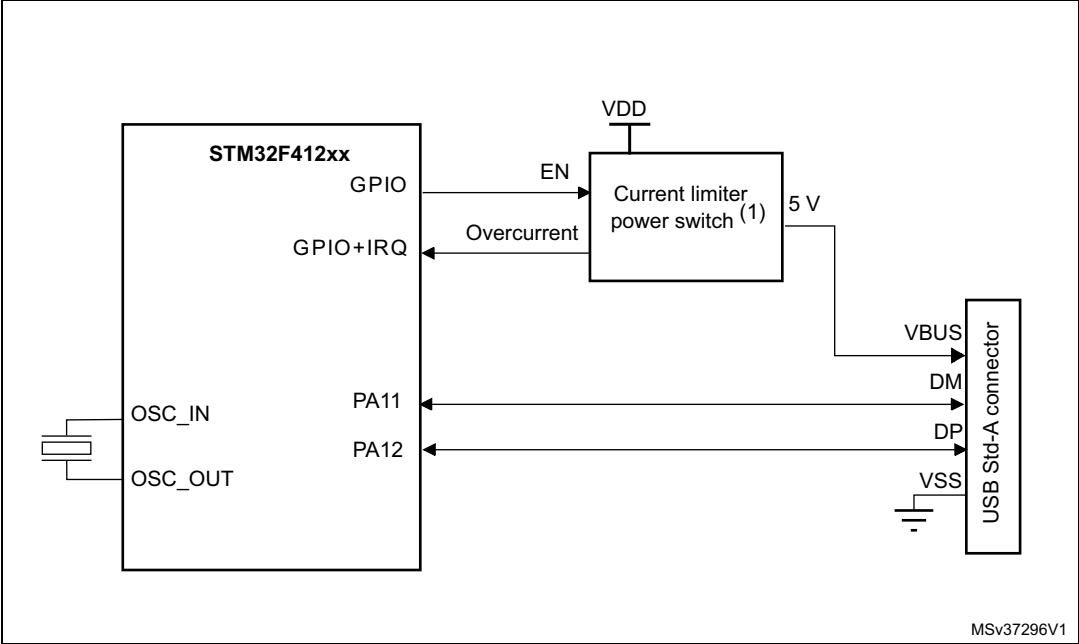 VDD
STM32F412xx
GPIO
EN
Current limiter
power switch (1)
5 V
GPIO+IRQ
Overcurrent
VBUS
DM
PA11
OSC_IN
DP
PA12
OSC_OUT
VSS
USB Std-A connector
MSv37296V1